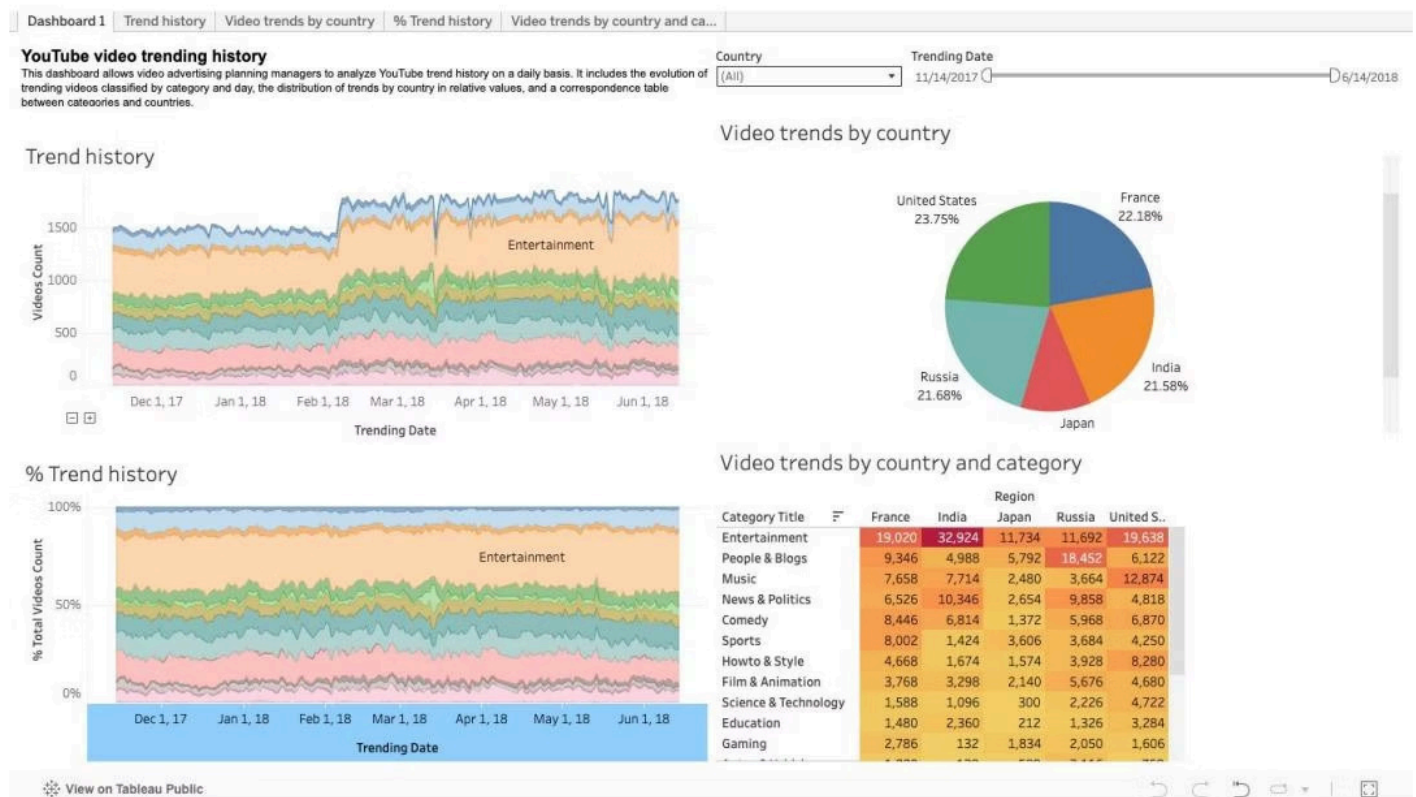 Dashboard 1 Trend history Video trends by country % Trend history Video trends by country and ca...
YouTube video trending history
This dashboard allows video advertising planning managers to analyze YouTube trend history on a daily basis. It includes the evolution of
trending videos classified by category and day, the distribution of trends by country in relative values, and a correspondence table
between categories and countries.
Country
(All)
Trending Date
11/14/2017 6/14/2018
Trend history
Videos Count
1500
1000
500
0
Entertainment
Dec 1, 17 Jan 1, 18 Feb 1, 18 Mar 1, 18 Apr 1, 18 May 1, 18 Jun 1, 18
Trending Date
Video trends by country
United States
23.75%
France
22.18%
India
21.58%
Japan
Russia
21.68%
% Trend history
% Total Videos Count
100%
50%
0%
Entertainment
Dec 1, 17 Jan 1, 18 Feb 1, 18 Mar 1, 18 Apr 1, 18 May 1, 18 Jun 1, 18
Trending Date
Video trends by country and category
Region
Category Title France India Japan Russia United S..
Entertainment 19,020 32,924 11,734 11,692 19,638
People & Blogs 9,346 4,988 5,792 18,452 6,122
Music 7,658 7,714 2,480 3,664 12,874
News & Politics 6,526 10,346 2,654 9,858 4,818
Comedy 8,446 6,814 1,372 5,968 6,870
Sports 8,002 1,424 3,606 3,684 4,250
Howto & Style 4,668 1,674 1,574 3,928 8,280
Film & Animation 3,768 3,298 2,140 5,676 4,680
Science & Technology 1,588 1,096 300 2,226 4,722
Education 1,480 2,360 212 1,326 3,284
Gaming 2,786 132 1,834 2,050 1,606
View on Tableau Public